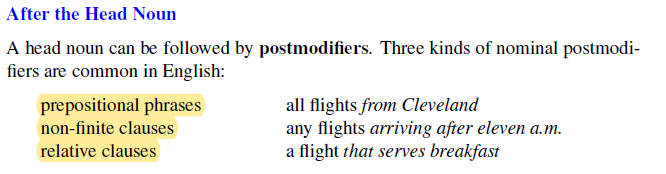 After the Head Noun
A head noun can be followed by postmodifiers. Three kinds of nominal postmodi-
fiers are common in English:
prepositional phrases all flights from Cleveland
non-finite clauses any flights arriving after eleven a.m.
relative clauses a flight that serves breakfast